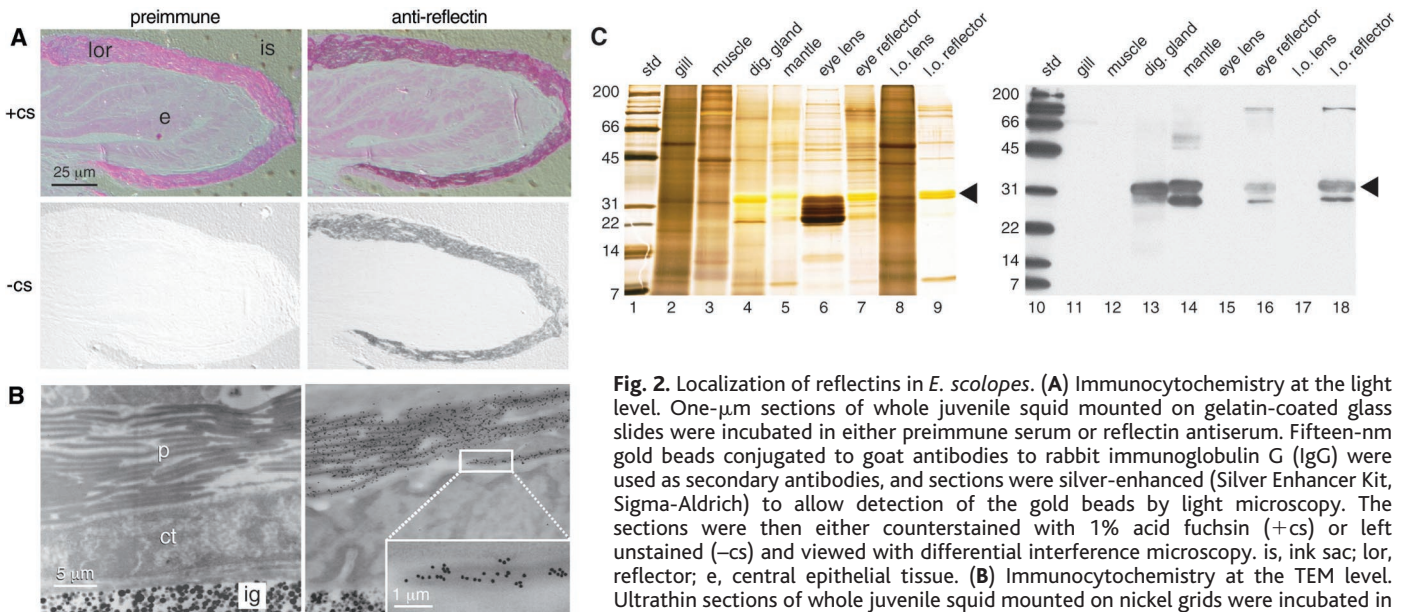 preimmune
anti-reflectin
A
lor
is
e
+cs
25 µm
-cs
B
p
ct
5 µm
ig
1 µm
C
std
gill
muscle
dig. gland
mantle
eye lens
eye reflector
l.o. lens
l.o. reflector
200
66
45
31
22
14
7
1 2 3 4 5 6 7 8 9
std
gill
muscle
dig. gland
mantle
eye lens
eye reflector
l.o. lens
l.o. reflector
200
66
45
31
22
14
7
10 11 12 13 14 15 16 17 18
Fig. 2. Localization of reflectins in E. scolopes. (A) Immunocytochemistry at the light
level. One-µm sections of whole juvenile squid mounted on gelatin-coated glass
slides were incubated in either preimmune serum or reflectin antiserum. Fifteen-nm
gold beads conjugated to goat antibodies to rabbit immunoglobulin G (IgG) were
used as secondary antibodies, and sections were silver-enhanced (Silver Enhancer Kit,
Sigma-Aldrich) to allow detection of the gold beads by light microscopy. The
sections were then either counterstained with 1% acid fuchsin (+cs) or left
unstained (–cs) and viewed with differential interference microscopy. is, ink sac; lor,
reflector; e, central epithelial tissue. (B) Immunocytochemistry at the TEM level.
Ultrathin sections of whole juvenile squid mounted on nickel grids were incubated in